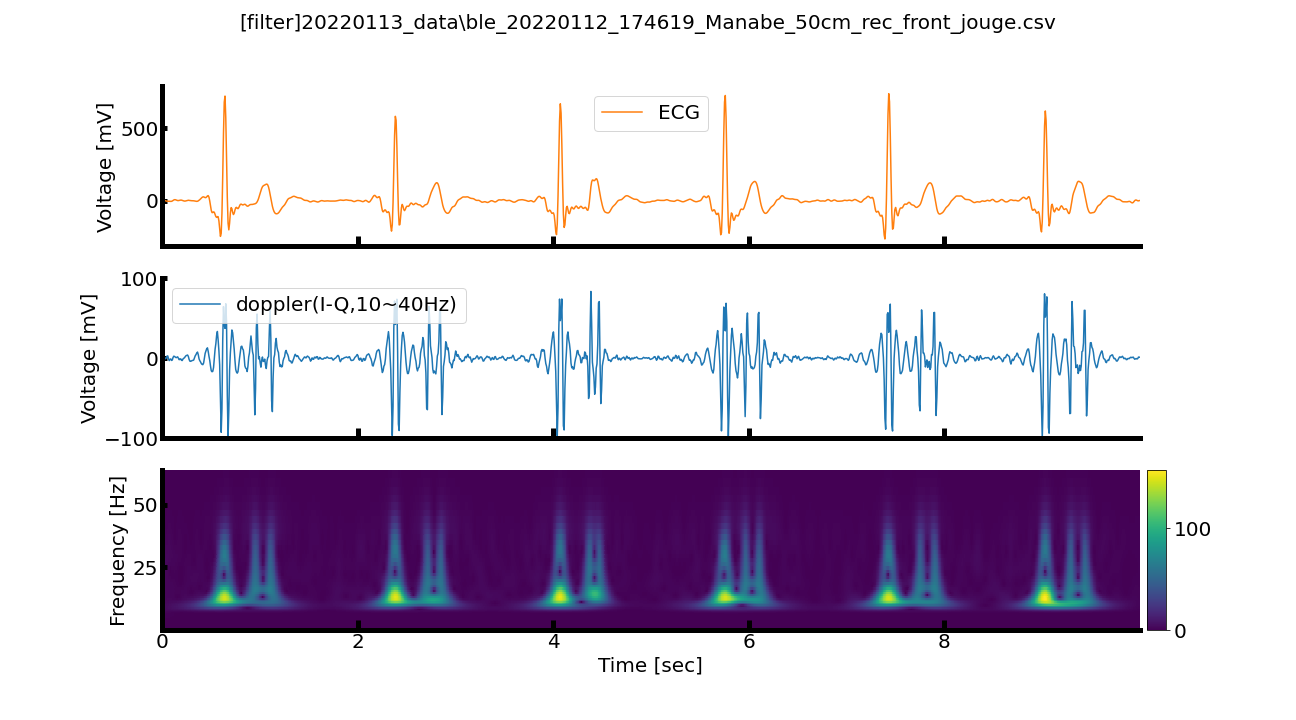 [filter]20220113_data\ble_20220112_174619_Manabe_50cm_rec_front_jouge.csv
Voltage [mV]
500
0
ECG
Voltage [mV]
100
0
−100
doppler(I-Q,10~40Hz)
Frequency [Hz]
50
25
100
0
0 2 4 6 8
Time [sec]